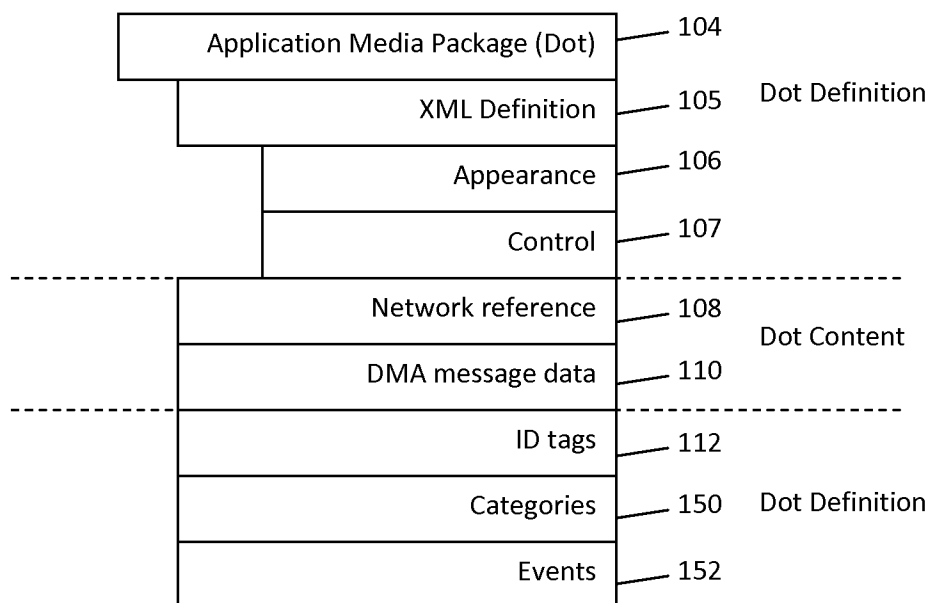 Application Media Package (Dot) 104
XML Definition 105 Dot Definition
Appearance 106
Control 107
Network reference 108
Dot Content
DMA message data 110
ID tags 112
Categories 150 Dot Definition
Events 152